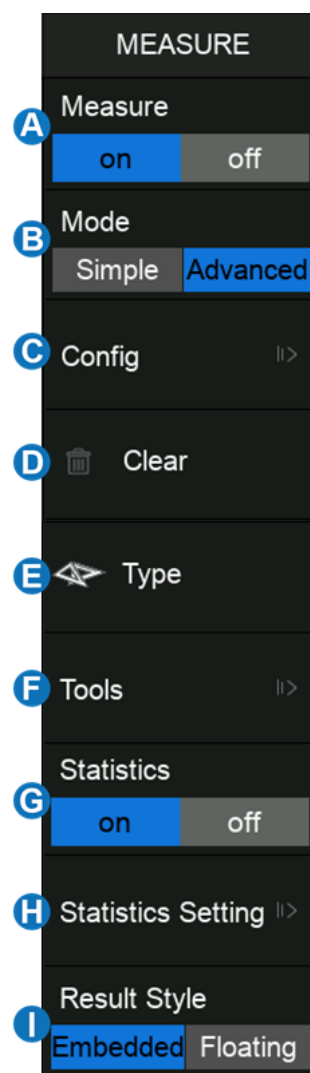 MEASURE
A Measure
on off
B Mode
Simple Advanced
C Config
D Clear
E Type
F Tools
G Statistics
on off
H Statistics Setting
I Result Style
Embedded Floating